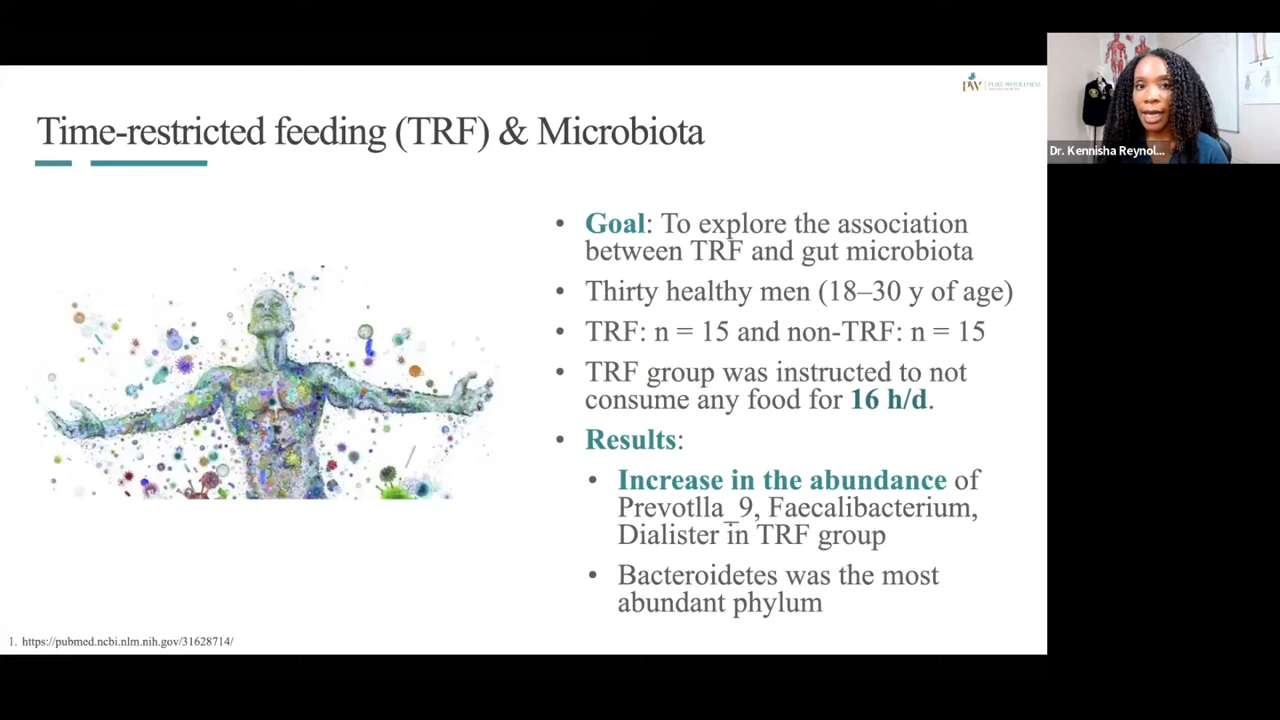 PW PURE WHOLENESS
Time-restricted feeding (TRF) & Microbiota
Dr. Kennisha Reynol...
• Goal: To explore the association
between TRF and gut microbiota
• Thirty healthy men (18–30 y of age)
• TRF: n = 15 and non-TRF: n = 15
• TRF group was instructed to not
consume any food for 16 h/d.
• Results:
• Increase in the abundance of
Prevotlla_9, Faecalibacterium,
Dialister in TRF group
• Bacteroidetes was the most
abundant phylum
1. https://pubmed.ncbi.nlm.nih.gov/31628714/